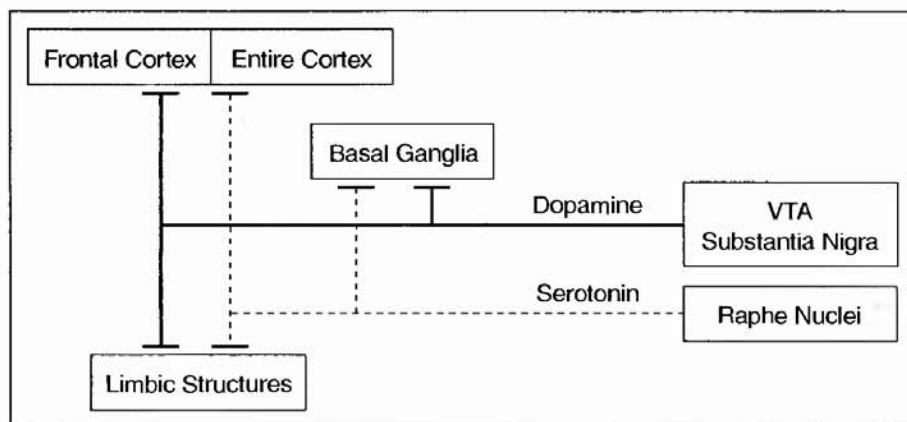 Frontal Cortex
Entire Cortex
Basal Ganglia
Dopamine
VTA
Substantia Nigra
Serotonin
Raphe Nuclei
Limbic Structures